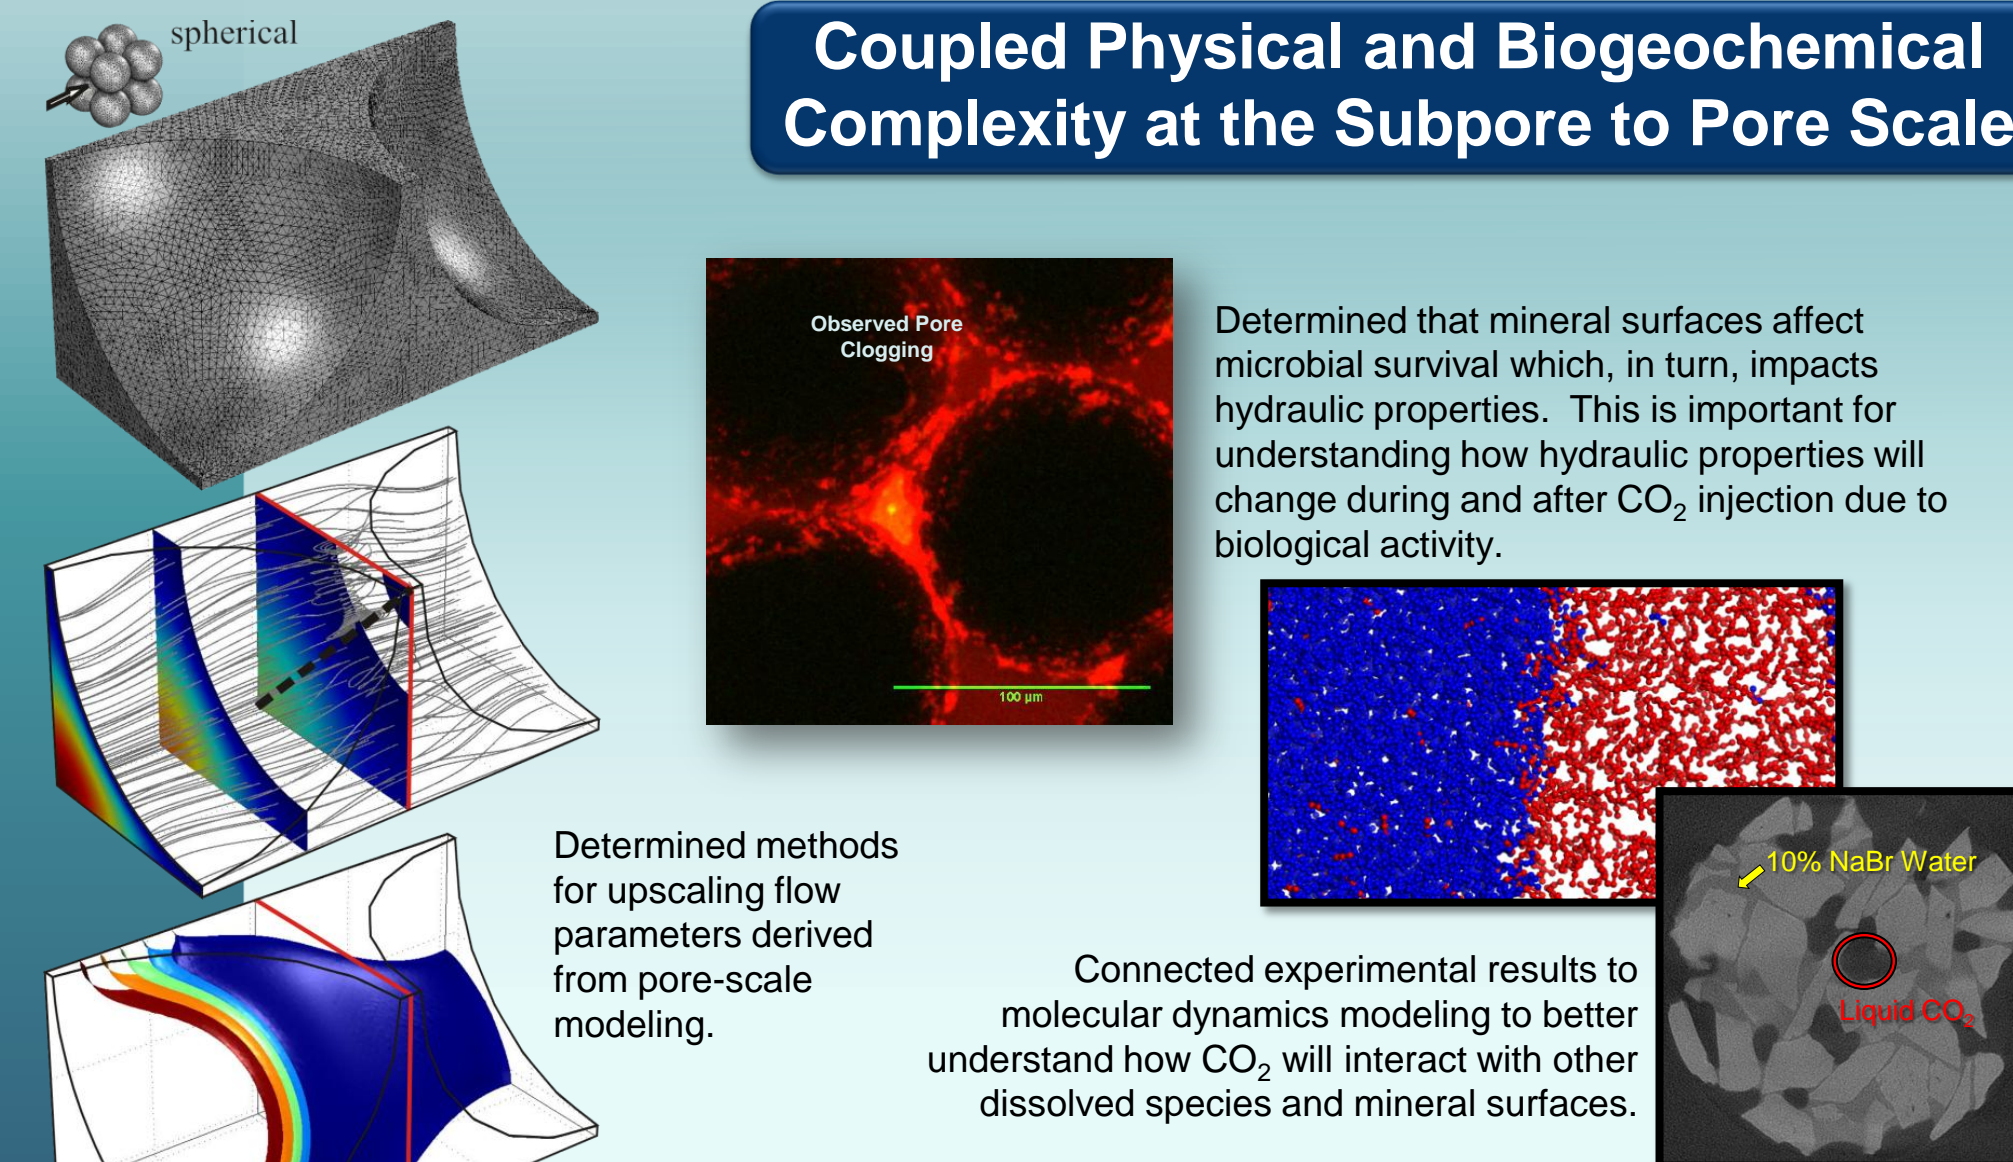 spherical
Coupled Physical and Biogeochemical
Complexity at the Subpore to Pore Scale
Observed Pore
Clogging
100 µm
Determined that mineral surfaces affect
microbial survival which, in turn, impacts
hydraulic properties.  This is important for
understanding how hydraulic properties will
change during and after CO₂ injection due to
biological activity.
10% NaBr Water
Liquid CO₂
Determined methods
for upscaling flow
parameters derived
from pore-scale
modeling.
Connected experimental results to
molecular dynamics modeling to better
understand how CO₂ will interact with other
dissolved species and mineral surfaces.